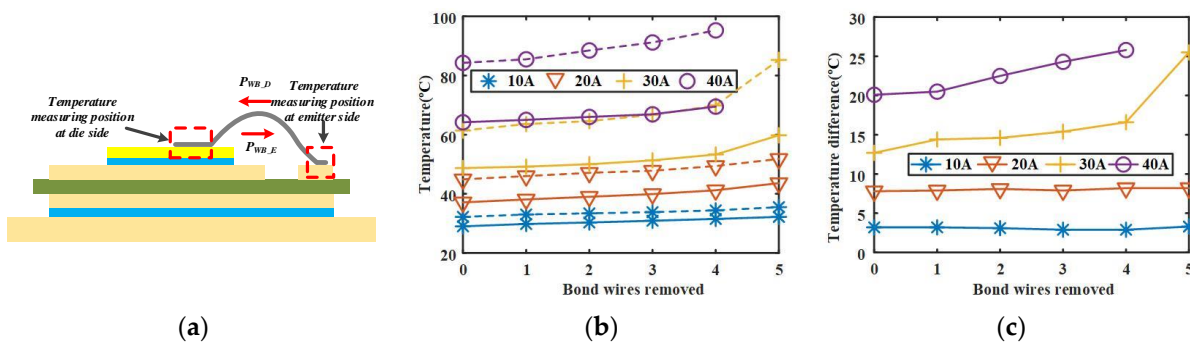 P_WB_D
Temperature
measuring position
at die side
Temperature
measuring position
at emitter side
P_WB_E
(a)
100
80
60
40
20
Temperature(°C)
10A 20A 30A 40A
0 1 2 3 4 5
Bond wires removed
(b)
30
25
20
15
10
5
0
Temperature difference(°C)
10A 20A 30A 40A
0 1 2 3 4 5
Bond wires removed
(c)